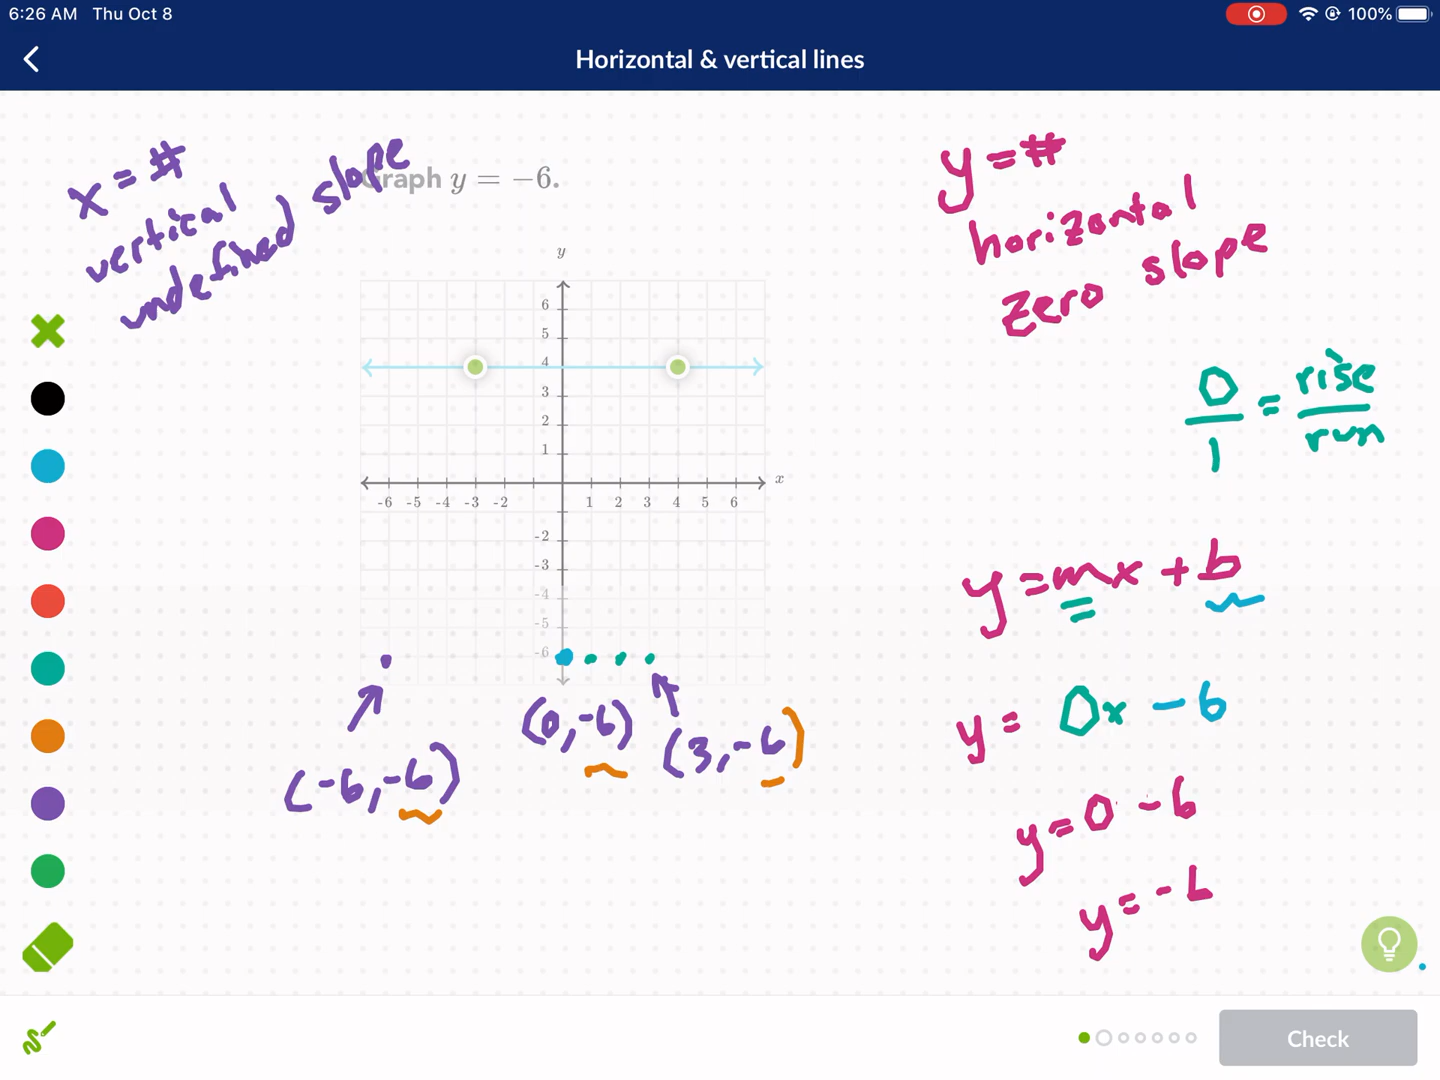 6:26 AM Thu Oct 8
100%
Horizontal & vertical lines
x = #
vertical
undefined slope
Graph y = −6.
y = #
horizontal
zero slope
y
6
5
4
3
2
1
x
-6 -5 -4 -3 -2 1 2 3 4 5 6
-2
-3
-4
-5
-6
0/1 = rise/run
y = mx + b
y = 0x − 6
y = 0 − 6
y = −6
(-6, -6)
(0, -6)
(3, -6)
Check